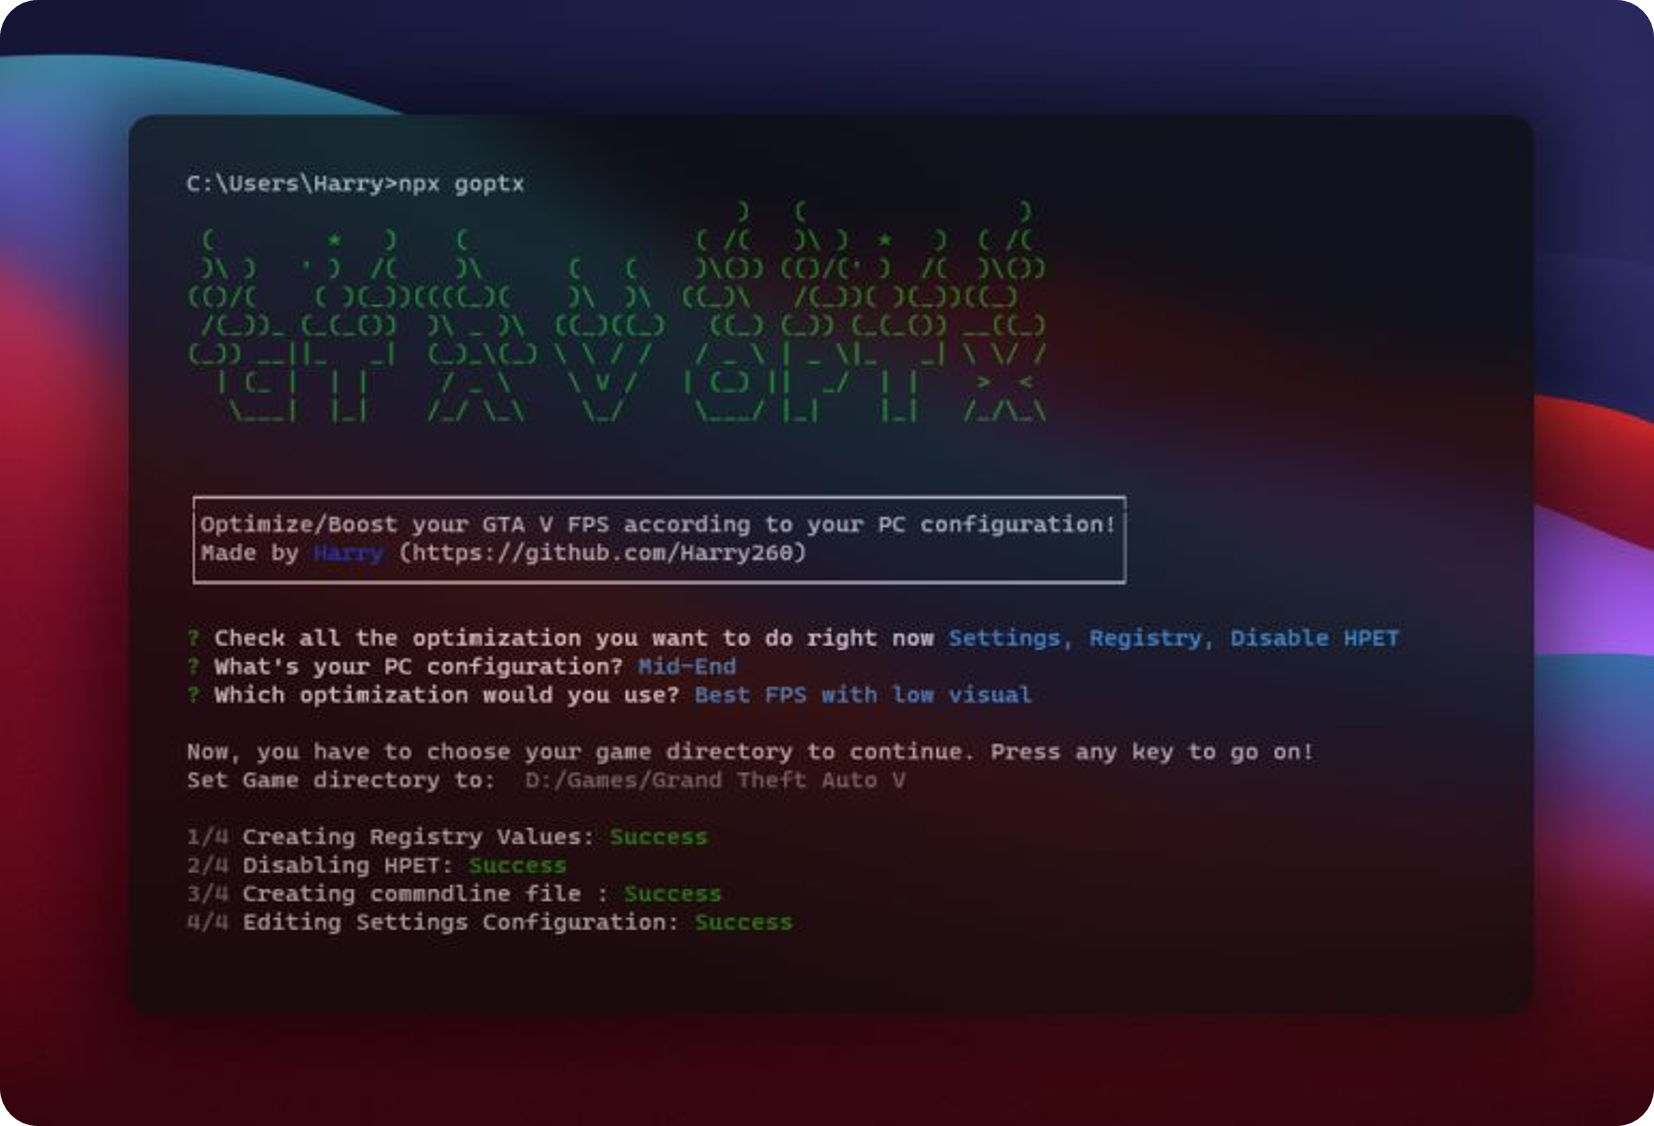 C:\Users\Harry>npx goptx
GTA V OPTX
Optimize/Boost your GTA V FPS according to your PC configuration!
Made by Harry (https://github.com/Harry260)
? Check all the optimization you want to do right now Settings, Registry, Disable HPET
? What's your PC configuration? Mid-End
? Which optimization would you use? Best FPS with low visual
Now, you have to choose your game directory to continue. Press any key to go on!
Set Game directory to: D:/Games/Grand Theft Auto V
1/4 Creating Registry Values: Success
2/4 Disabling HPET: Success
3/4 Creating commndline file : Success
4/4 Editing Settings Configuration: Success